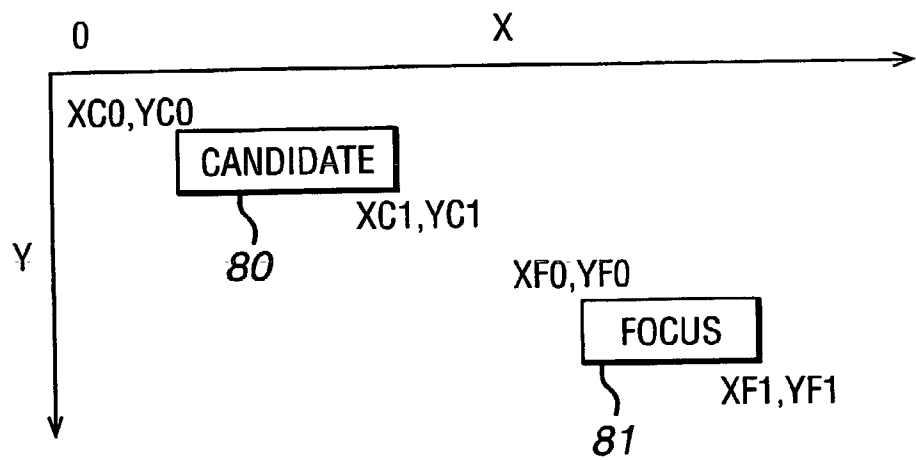 0
X
XC0,YC0
CANDIDATE
XC1,YC1
Y
80
XF0,YF0
FOCUS
XF1,YF1
81